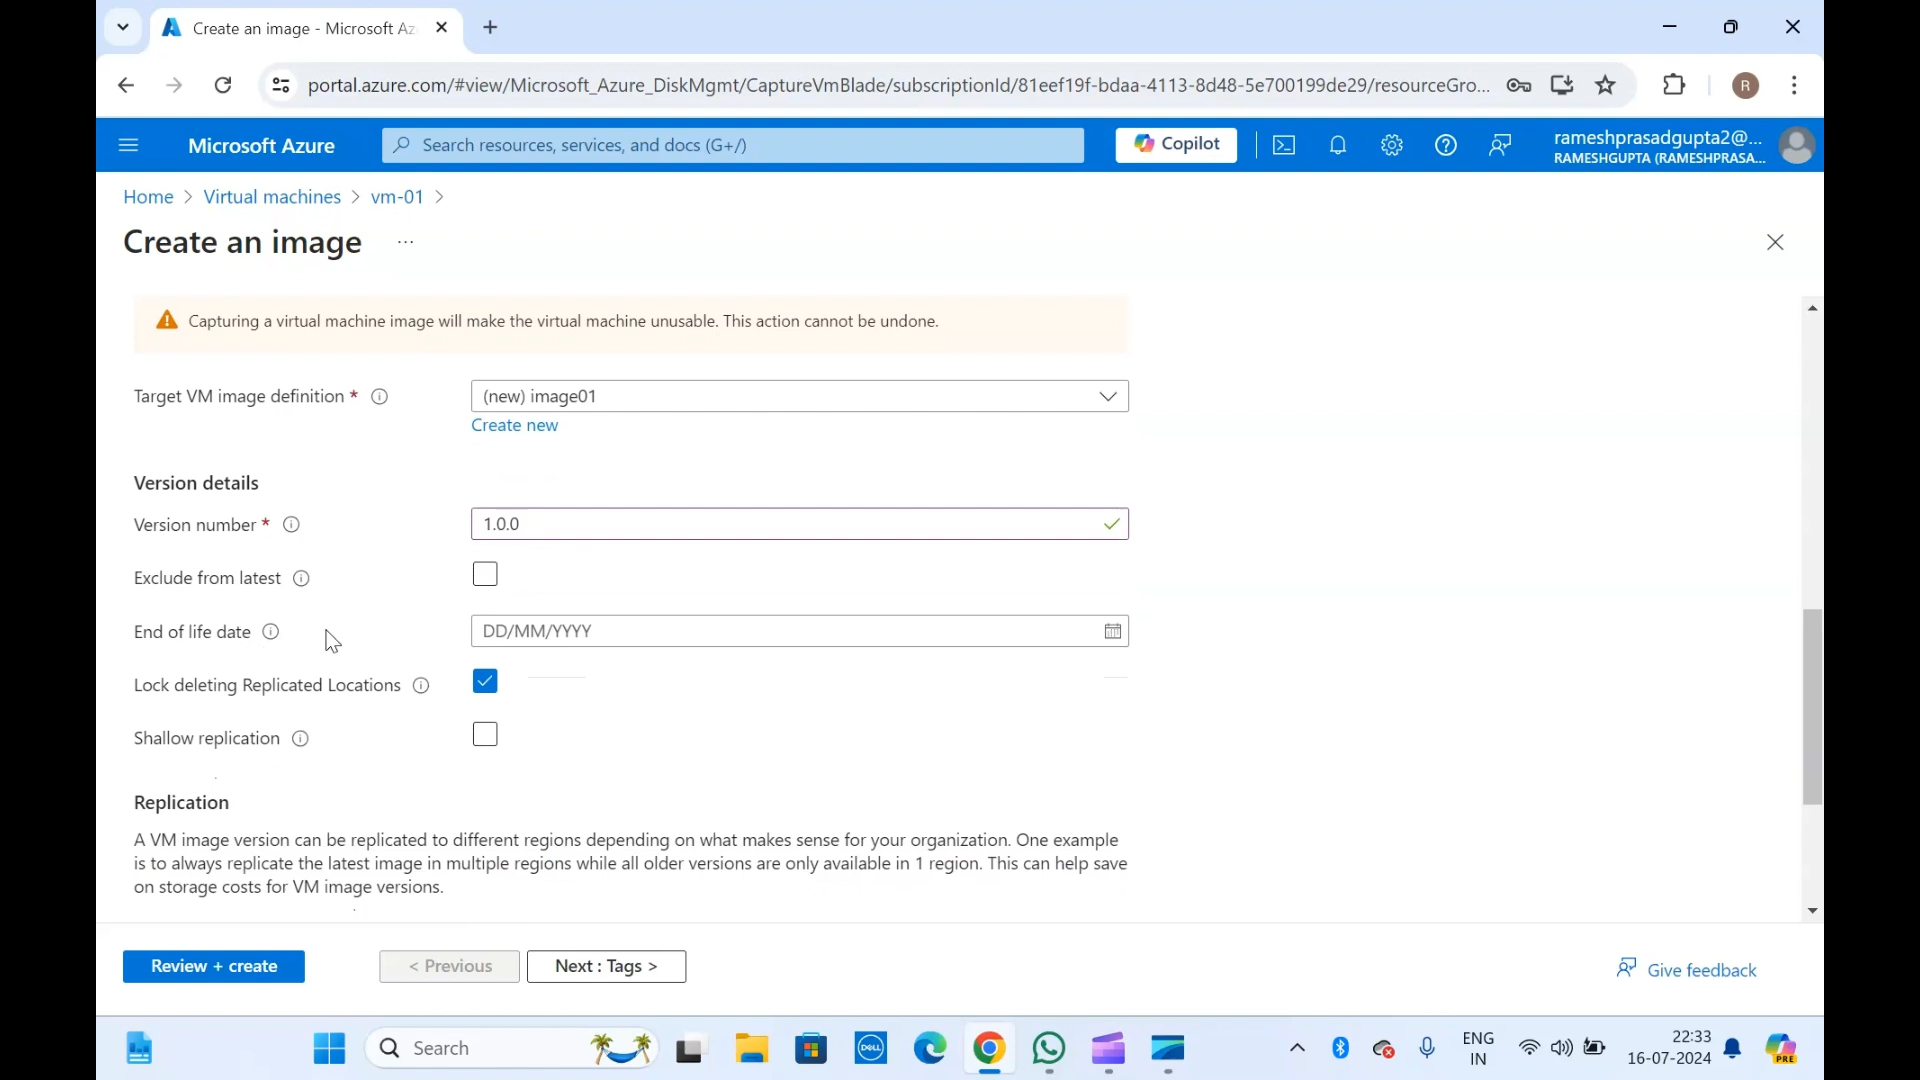 Create an image - Microsoft Az
portal.azure.com/#view/Microsoft_Azure_DiskMgmt/CaptureVmBlade/subscriptionId/81eef19f-bdaa-4113-8d48-5e700199de29/resourceGro...
R
Microsoft Azure
Search resources, services, and docs (G+/)
Copilot
rameshprasadgupta2@...
RAMESHGUPTA (RAMESHPRASA...
Home > Virtual machines > vm-01 >
Create an image ...
Capturing a virtual machine image will make the virtual machine unusable. This action cannot be undone.
Target VM image definition *
(new) image01
Create new
Version details
Version number *
1.0.0
Exclude from latest
End of life date
DD/MM/YYYY
Lock deleting Replicated Locations
Shallow replication
Replication
A VM image version can be replicated to different regions depending on what makes sense for your organization. One example
is to always replicate the latest image in multiple regions while all older versions are only available in 1 region. This can help save
on storage costs for VM image versions.
Review + create
< Previous
Next : Tags >
Give feedback
Search
DELL
ENG
IN
22:33
16-07-2024
PRE